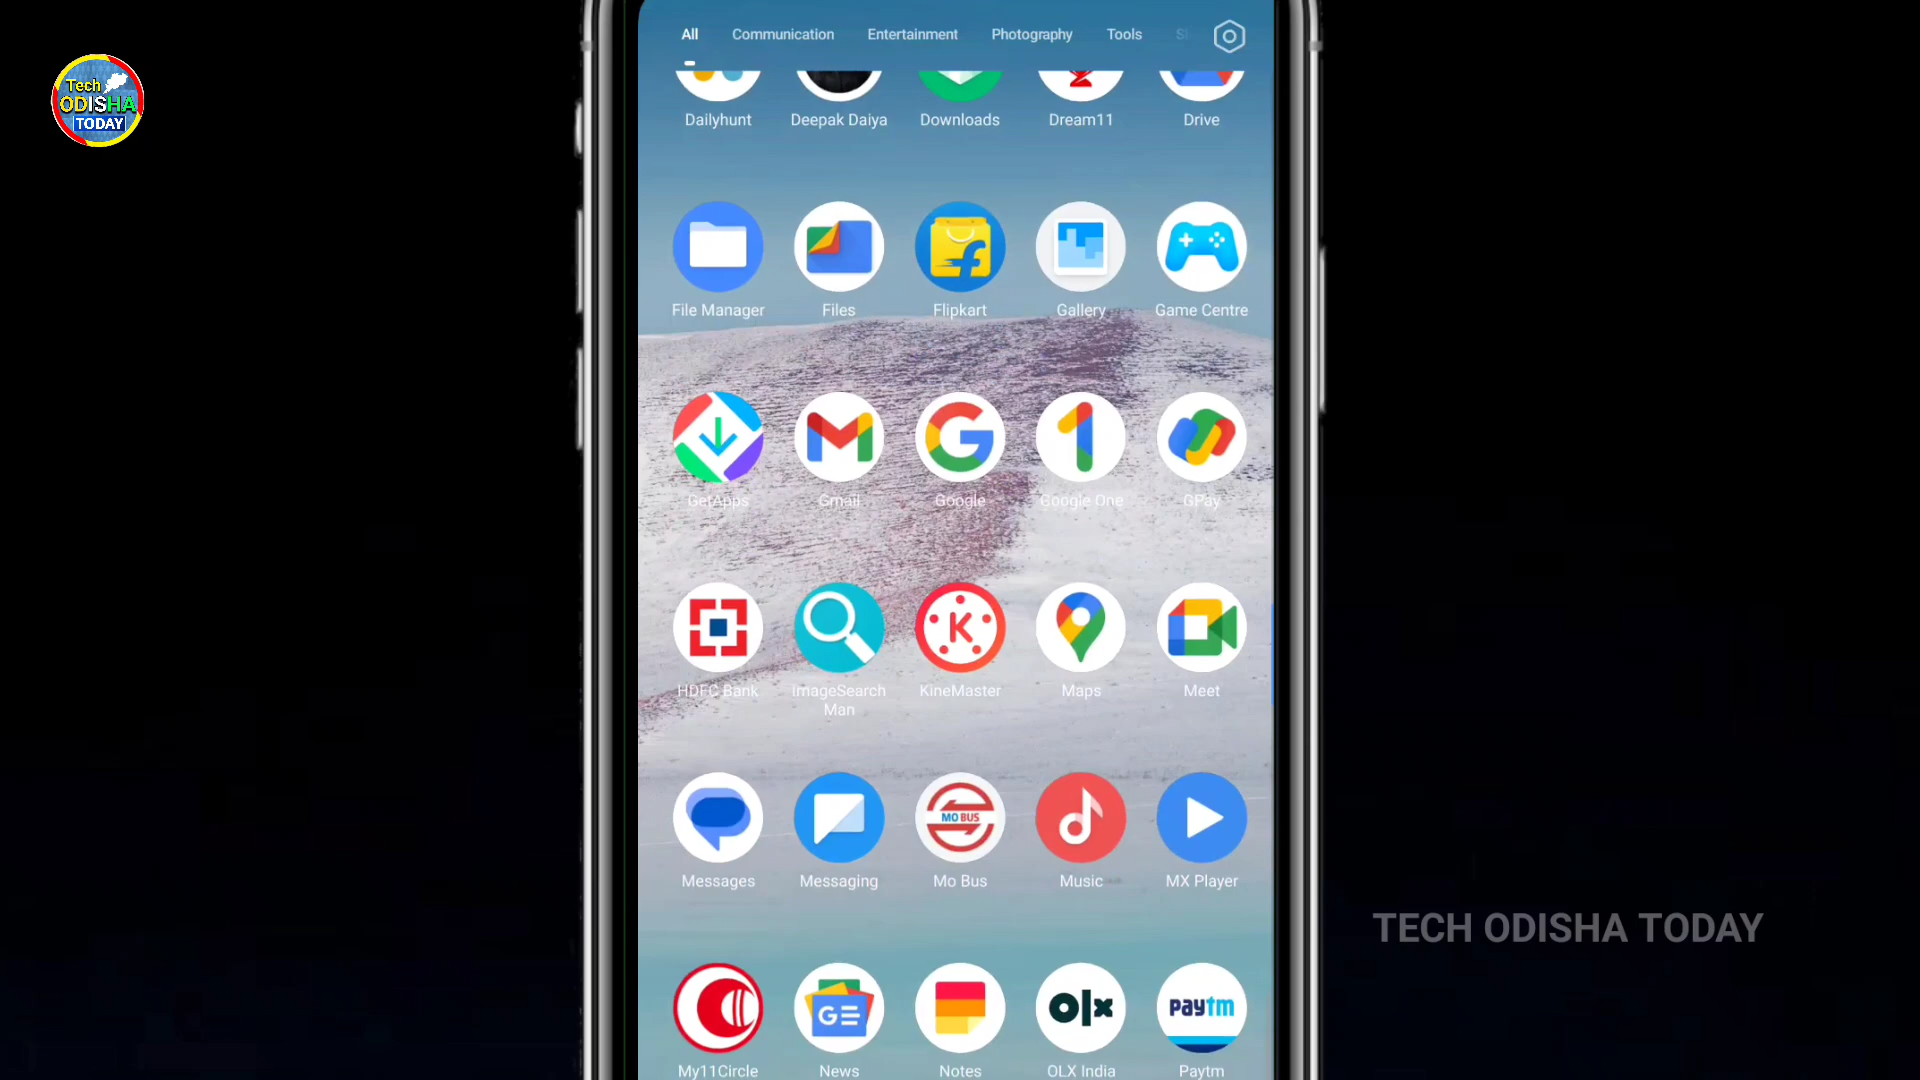 All Communication Entertainment Photography Tools
Tech
ODISHA
TODAY
Dailyhunt Deepak Daiya Downloads Dream11 Drive
File Manager Files Flipkart Gallery Game Centre
GetApps Gmail Google Google One GPay
K
HDFC Bank ImageSearch Man KineMaster Maps Meet
MO BUS
Messages Messaging Mo Bus Music MX Player
TECH ODISHA TODAY
GE olx paytm
My11Circle News Notes OLX India Paytm